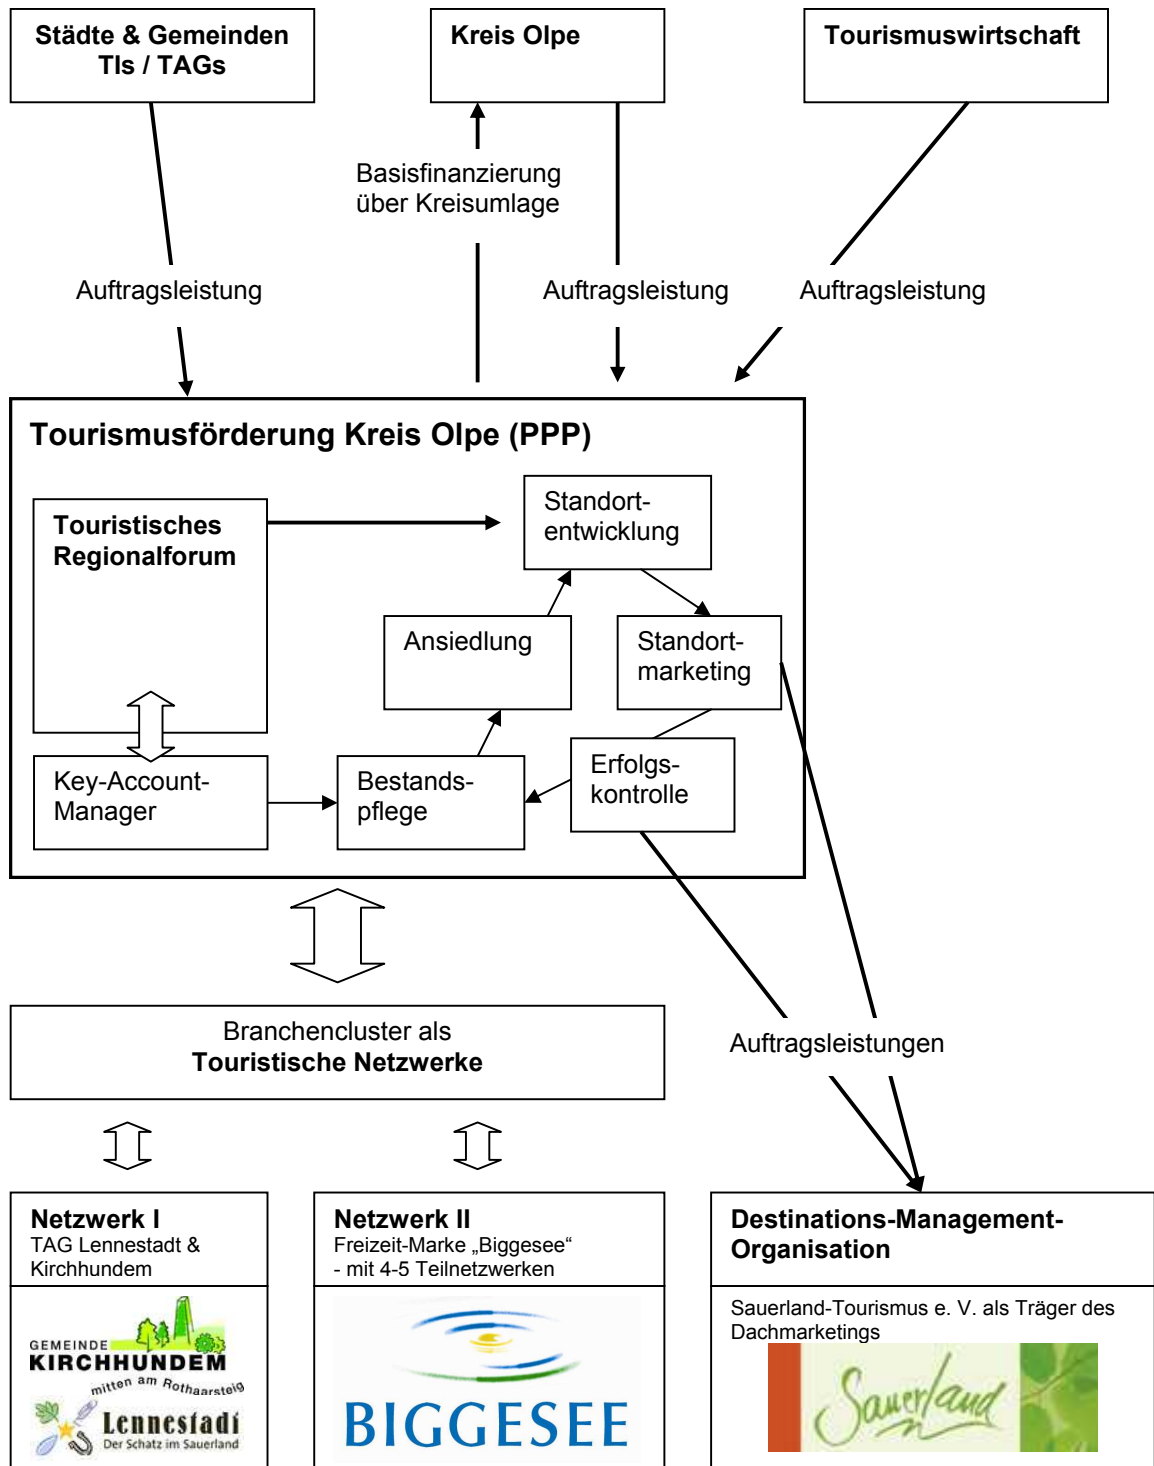 Städte & Gemeinden
TIs / TAGs
Kreis Olpe
Tourismuswirtschaft
Basisfinanzierung
über Kreisumlage
Auftragsleistung
Auftragsleistung
Auftragsleistung
Tourismusförderung Kreis Olpe (PPP)
Touristisches
Regionalforum
Standort-
entwicklung
Ansiedlung
Standort-
marketing
Key-Account-
Manager
Bestands-
pflege
Erfolgs-
kontrolle
Branchencluster als
Touristische Netzwerke
Auftragsleistungen
Netzwerk I
TAG Lennestadt &
Kirchhundem
Netzwerk II
Freizeit-Marke „Biggesee“
- mit 4-5 Teilnetzwerken
Destinations-Management-
Organisation
Sauerland-Tourismus e. V. als Träger des
Dachmarketings
GEMEINDE
KIRCHHUNDEM
mitten am Rothaarsteig
Lennestadt
Der Schatz im Sauerland
BIGGESEE
Sauerland